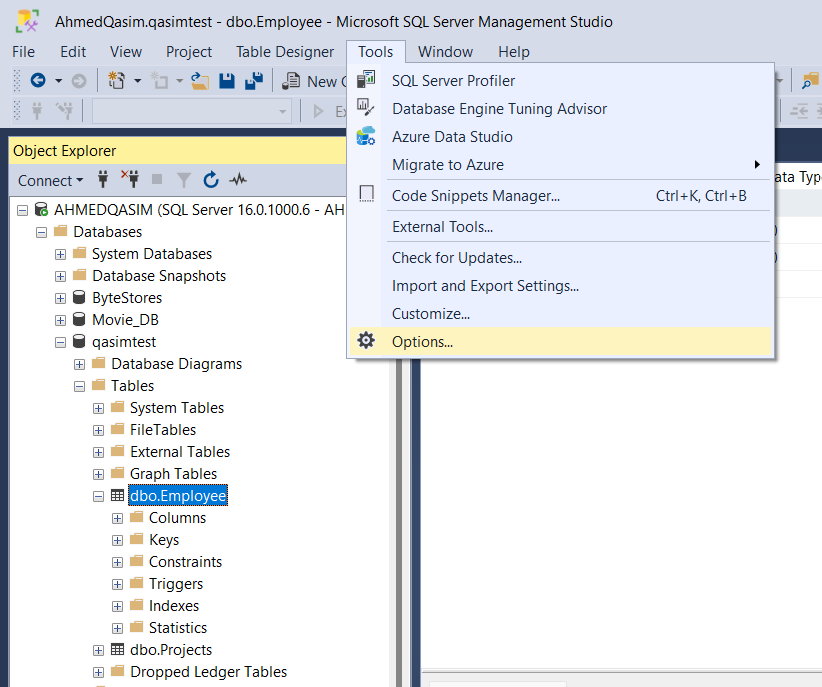 AhmedQasim.qasimtest - dbo.Employee - Microsoft SQL Server Management Studio
File Edit View Project Table Designer Tools Window Help
New
SQL Server Profiler
Database Engine Tuning Advisor
Azure Data Studio
Migrate to Azure
Code Snippets Manager... Ctrl+K, Ctrl+B
External Tools...
Check for Updates...
Import and Export Settings...
Customize...
Options...
Object Explorer
Connect
AHMEDQASIM (SQL Server 16.0.1000.6 - AH
Databases
System Databases
Database Snapshots
ByteStores
Movie_DB
qasimtest
Database Diagrams
Tables
System Tables
FileTables
External Tables
Graph Tables
dbo.Employee
Columns
Keys
Constraints
Triggers
Indexes
Statistics
dbo.Projects
Dropped Ledger Tables
ata Typ